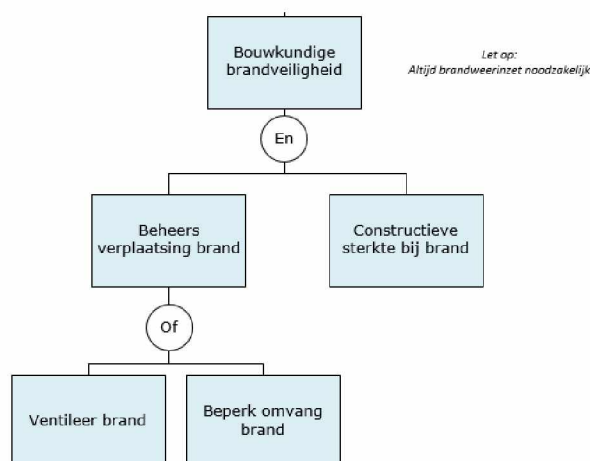 Bouwkundige
brandveiligheid
Let op:
Altijd brandweerinzet noodzakelijk
En
Beheers
verplaatsing brand
Constructieve
sterkte bij brand
Of
Ventileer brand
Beperk omvang
brand